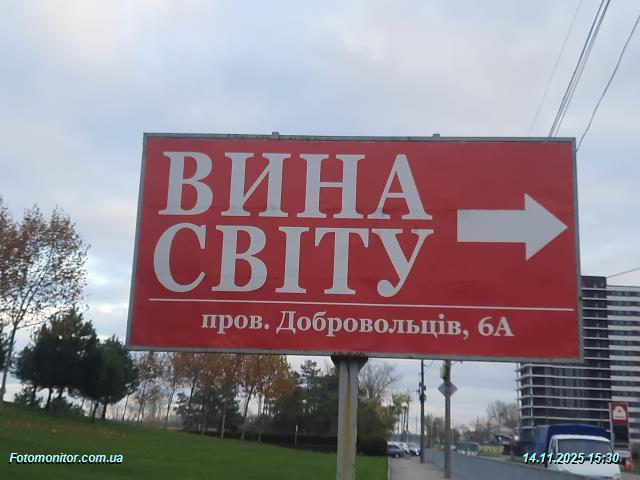 ВИНА
СВІТУ
пров. Добровольців, 6А
Fotomonitor.com.ua
14.11.2025 15:30